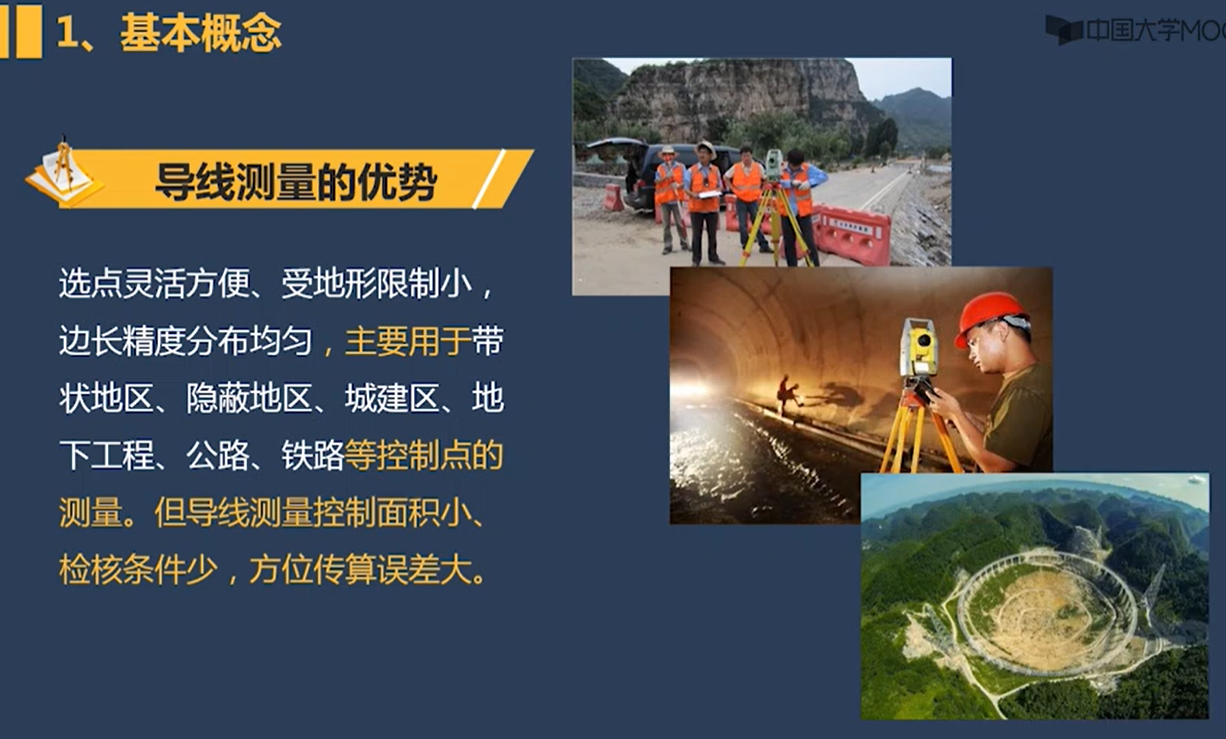 1、基本概念
中国大学MOO
导线测量的优势
选点灵活方便、受地形限制小，
边长精度分布均匀，主要用于带
状地区、隐蔽地区、城建区、地
下工程、公路、铁路等控制点的
测量。但导线测量控制面积小、
检核条件少，方位传算误差大。